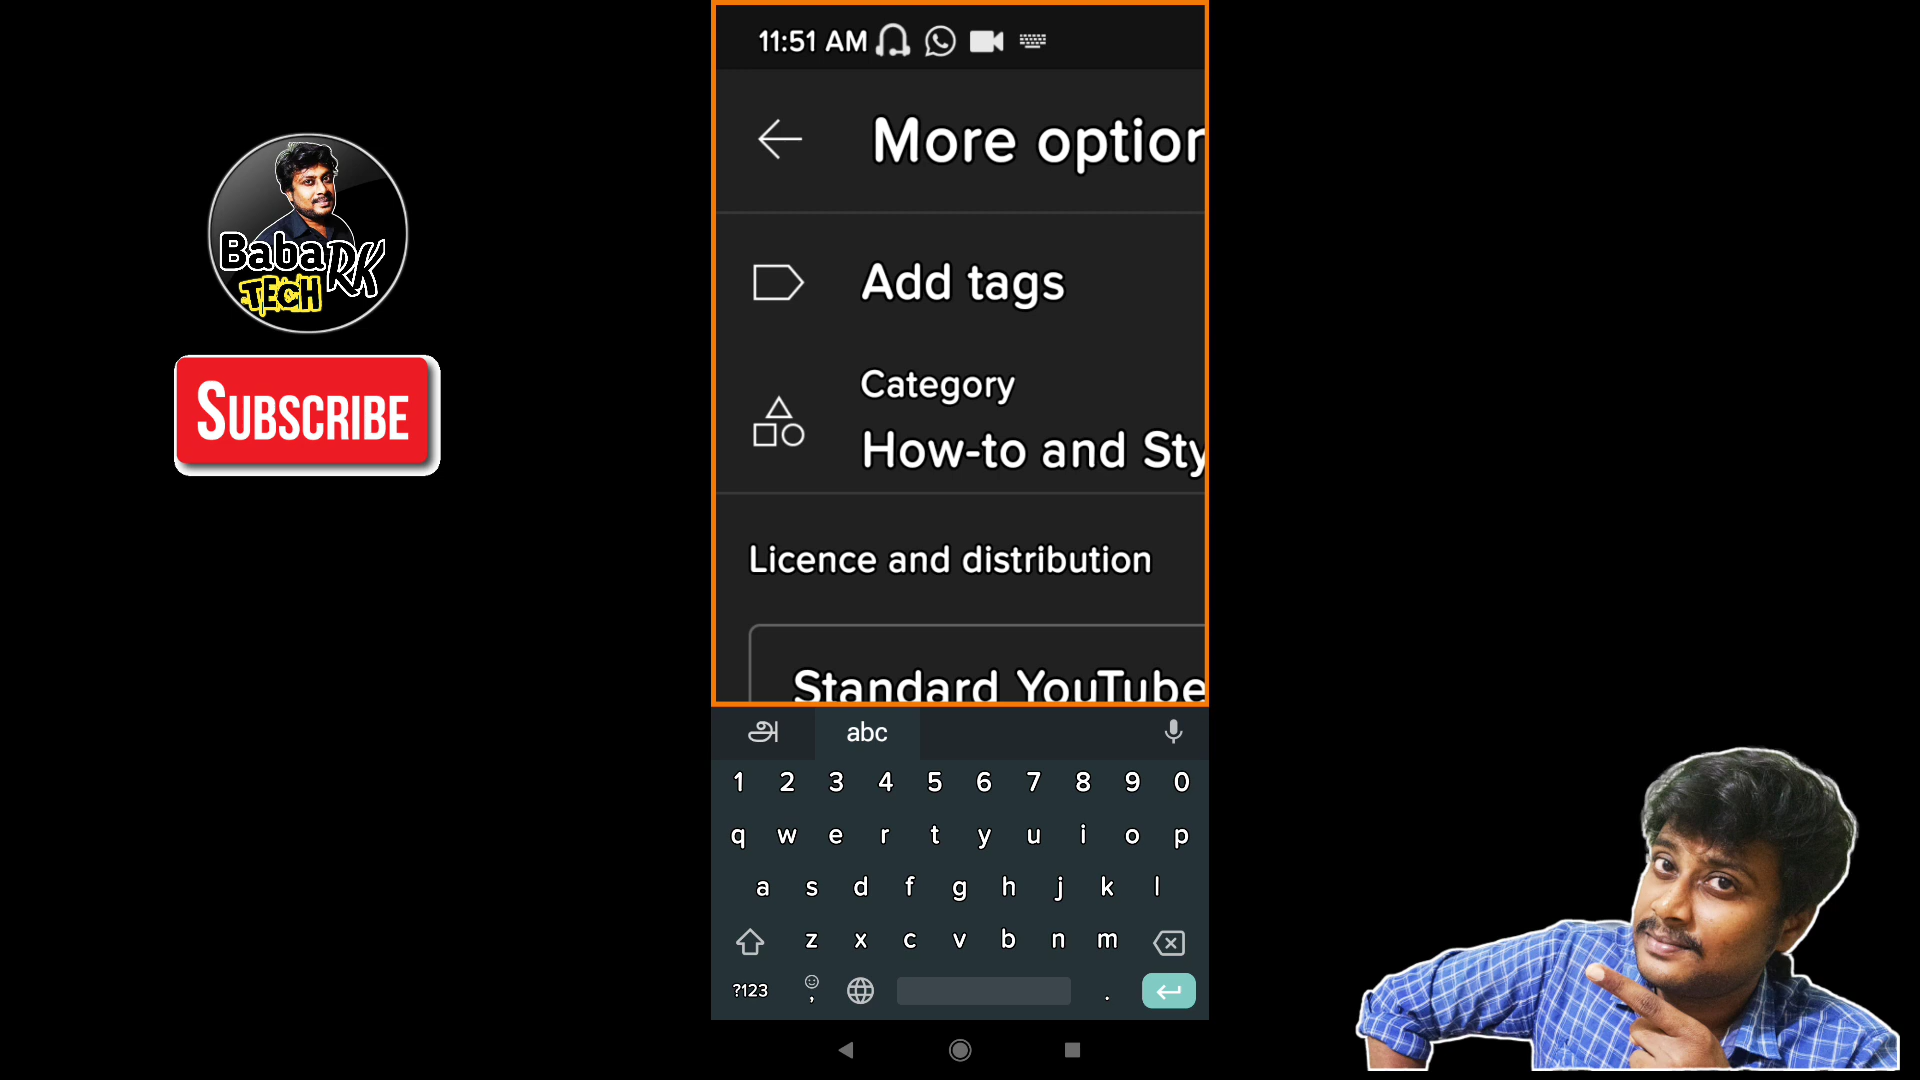 Baba RK
TECH
SUBSCRIBE
11:51 AM
More option
Add tags
Category
How-to and Sty
Licence and distribution
Standard YouTube
அ abc
1 2 3 4 5 6 7 8 9 0
q w e r t y u i o p
a s d f g h j k l
z x c v b n m
?123 , .